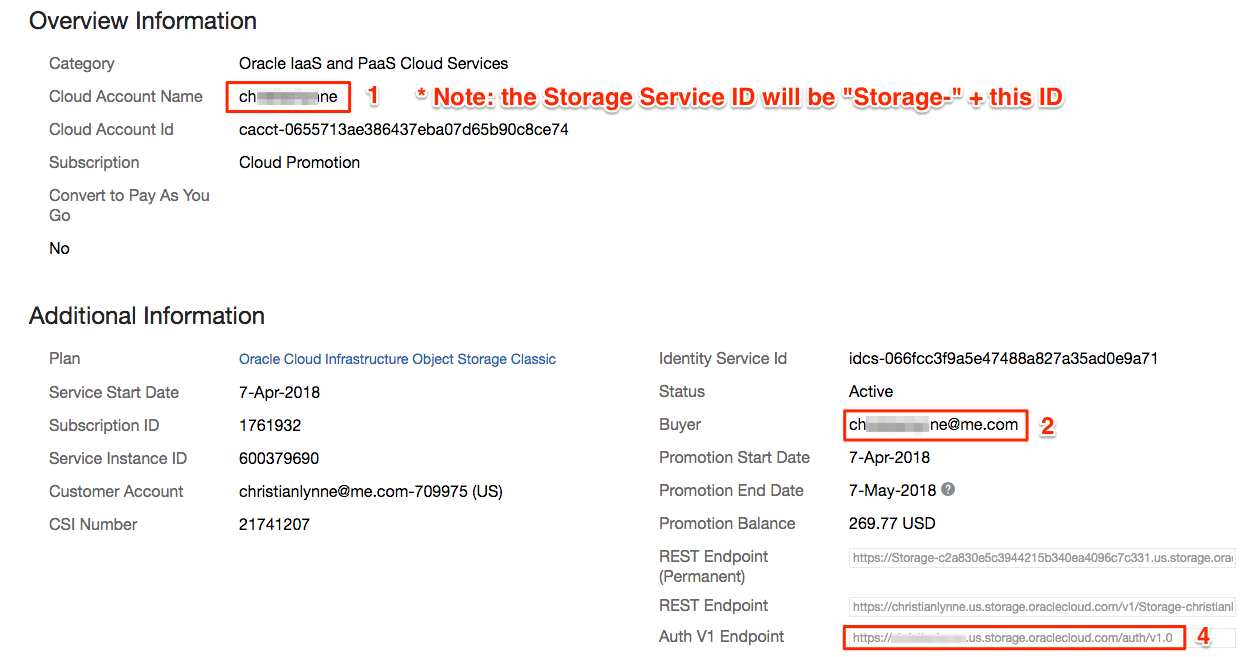 Overview Information
Category Oracle IaaS and PaaS Cloud Services
Cloud Account Name ch ne 1 * Note: the Storage Service ID will be "Storage-" + this ID
Cloud Account Id cacct-0655713ae386437eba07d65b90c8ce74
Subscription Cloud Promotion
Convert to Pay As You
Go
No
Additional Information
Plan Oracle Cloud Infrastructure Object Storage Classic
Service Start Date 7-Apr-2018
Subscription ID 1761932
Service Instance ID 600379690
Customer Account christianlynne@me.com-709975 (US)
CSI Number 21741207
Identity Service Id idcs-066fcc3f9a5e47488a827a35ad0e9a71
Status Active
Buyer ch ne@me.com 2
Promotion Start Date 7-Apr-2018
Promotion End Date 7-May-2018 ?
Promotion Balance 269.77 USD
REST Endpoint https://Storage-c2a830e5c3944215b340ea4096c7c331.us.storage.ora
(Permanent)
REST Endpoint https://christianlynne.us.storage.oraclecloud.com/v1/Storage-christianl
Auth V1 Endpoint https:// .us.storage.oraclecloud.com/auth/v1.0 4